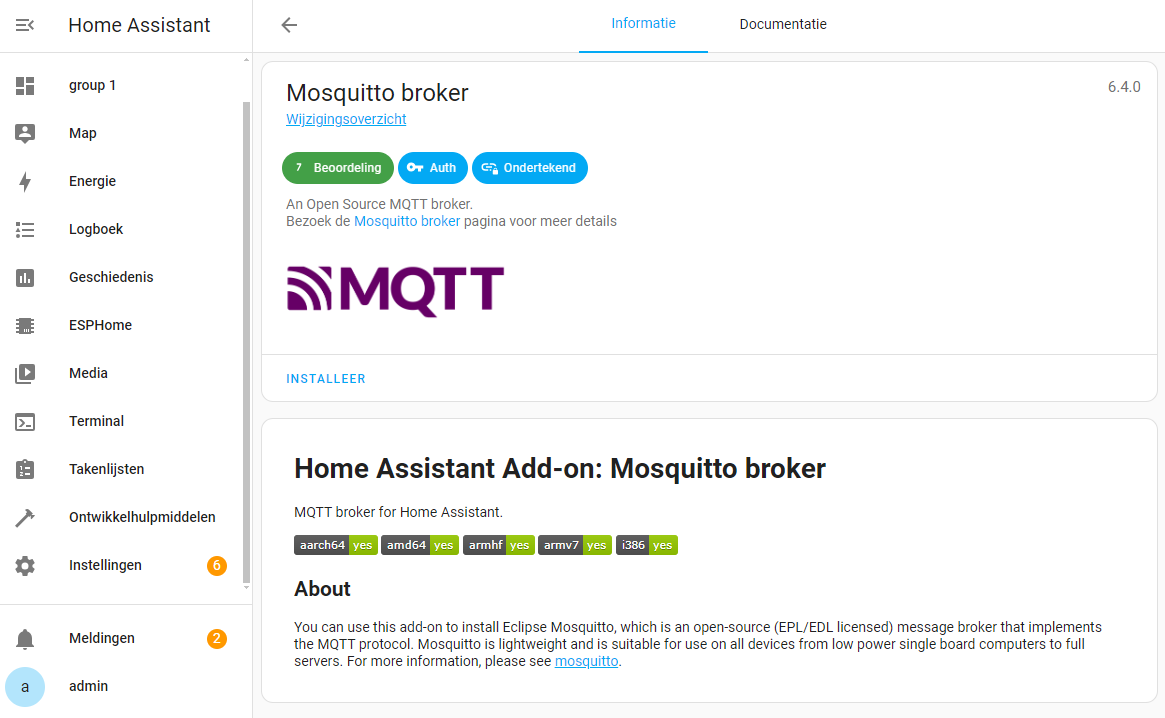 Home Assistant
group 1
Map
Energie
Logboek
Geschiedenis
ESPHome
Media
Terminal
Takenlijsten
Ontwikkelhulpmiddelen
Instellingen 6
Meldingen 2
a admin
Informatie Documentatie
Mosquitto broker 6.4.0
Wijzigingsoverzicht
7 Beoordeling Auth Ondertekend
An Open Source MQTT broker.
Bezoek de Mosquitto broker pagina voor meer details
MQTT
INSTALLEER
Home Assistant Add-on: Mosquitto broker
MQTT broker for Home Assistant.
aarch64 yes amd64 yes armhf yes armv7 yes i386 yes
About
You can use this add-on to install Eclipse Mosquitto, which is an open-source (EPL/EDL licensed) message broker that implements
the MQTT protocol. Mosquitto is lightweight and is suitable for use on all devices from low power single board computers to full
servers. For more information, please see mosquitto.